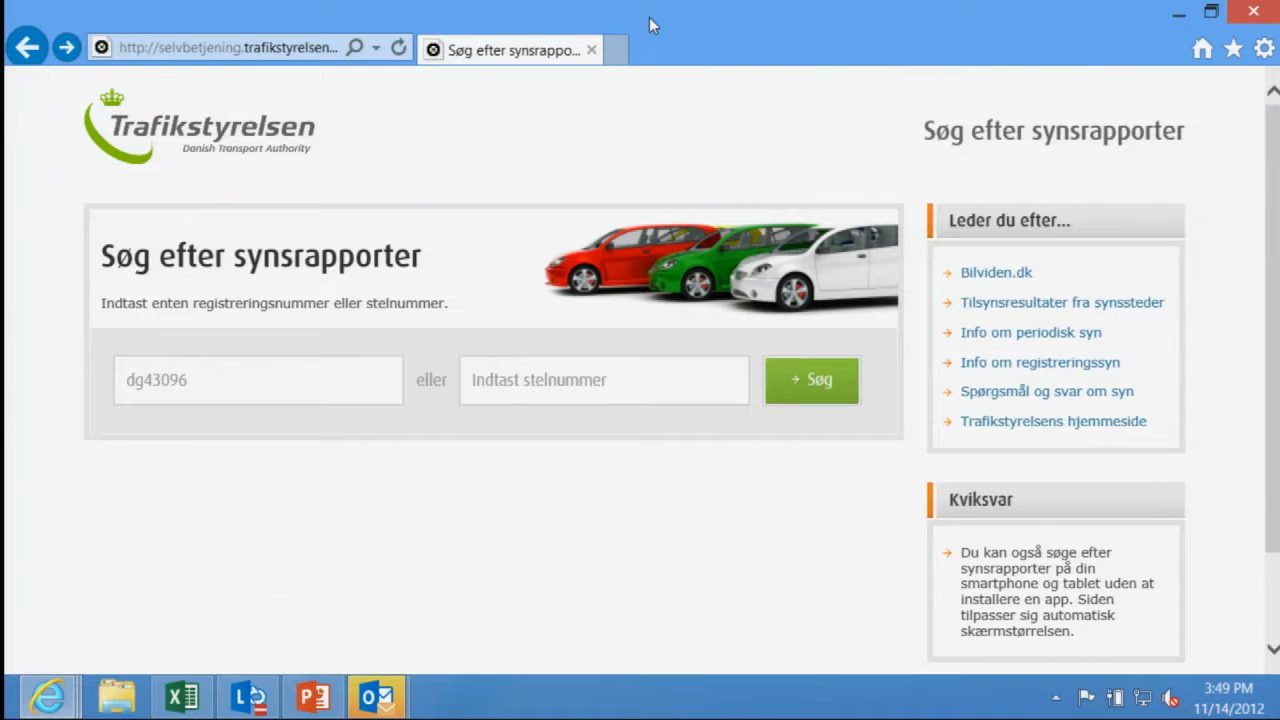 http://selvbetjening.trafikstyrelsen...
Søg efter synsrappo...
Trafikstyrelsen
Danish Transport Authority
Søg efter synsrapporter
Søg efter synsrapporter
Indtast enten registreringsnummer eller stelnummer.
dg43096
eller
Indtast stelnummer
Søg
Leder du efter...
Bilviden.dk
Tilsynsresultater fra synssteder
Info om periodisk syn
Info om registreringssyn
Spørgsmål og svar om syn
Trafikstyrelsens hjemmeside
Kviksvar
Du kan også søge efter
synsrapporter på din
smartphone og tablet uden at
installere en app. Siden
tilpasser sig automatisk
skærmstørrelsen.
3:49 PM
11/14/2012